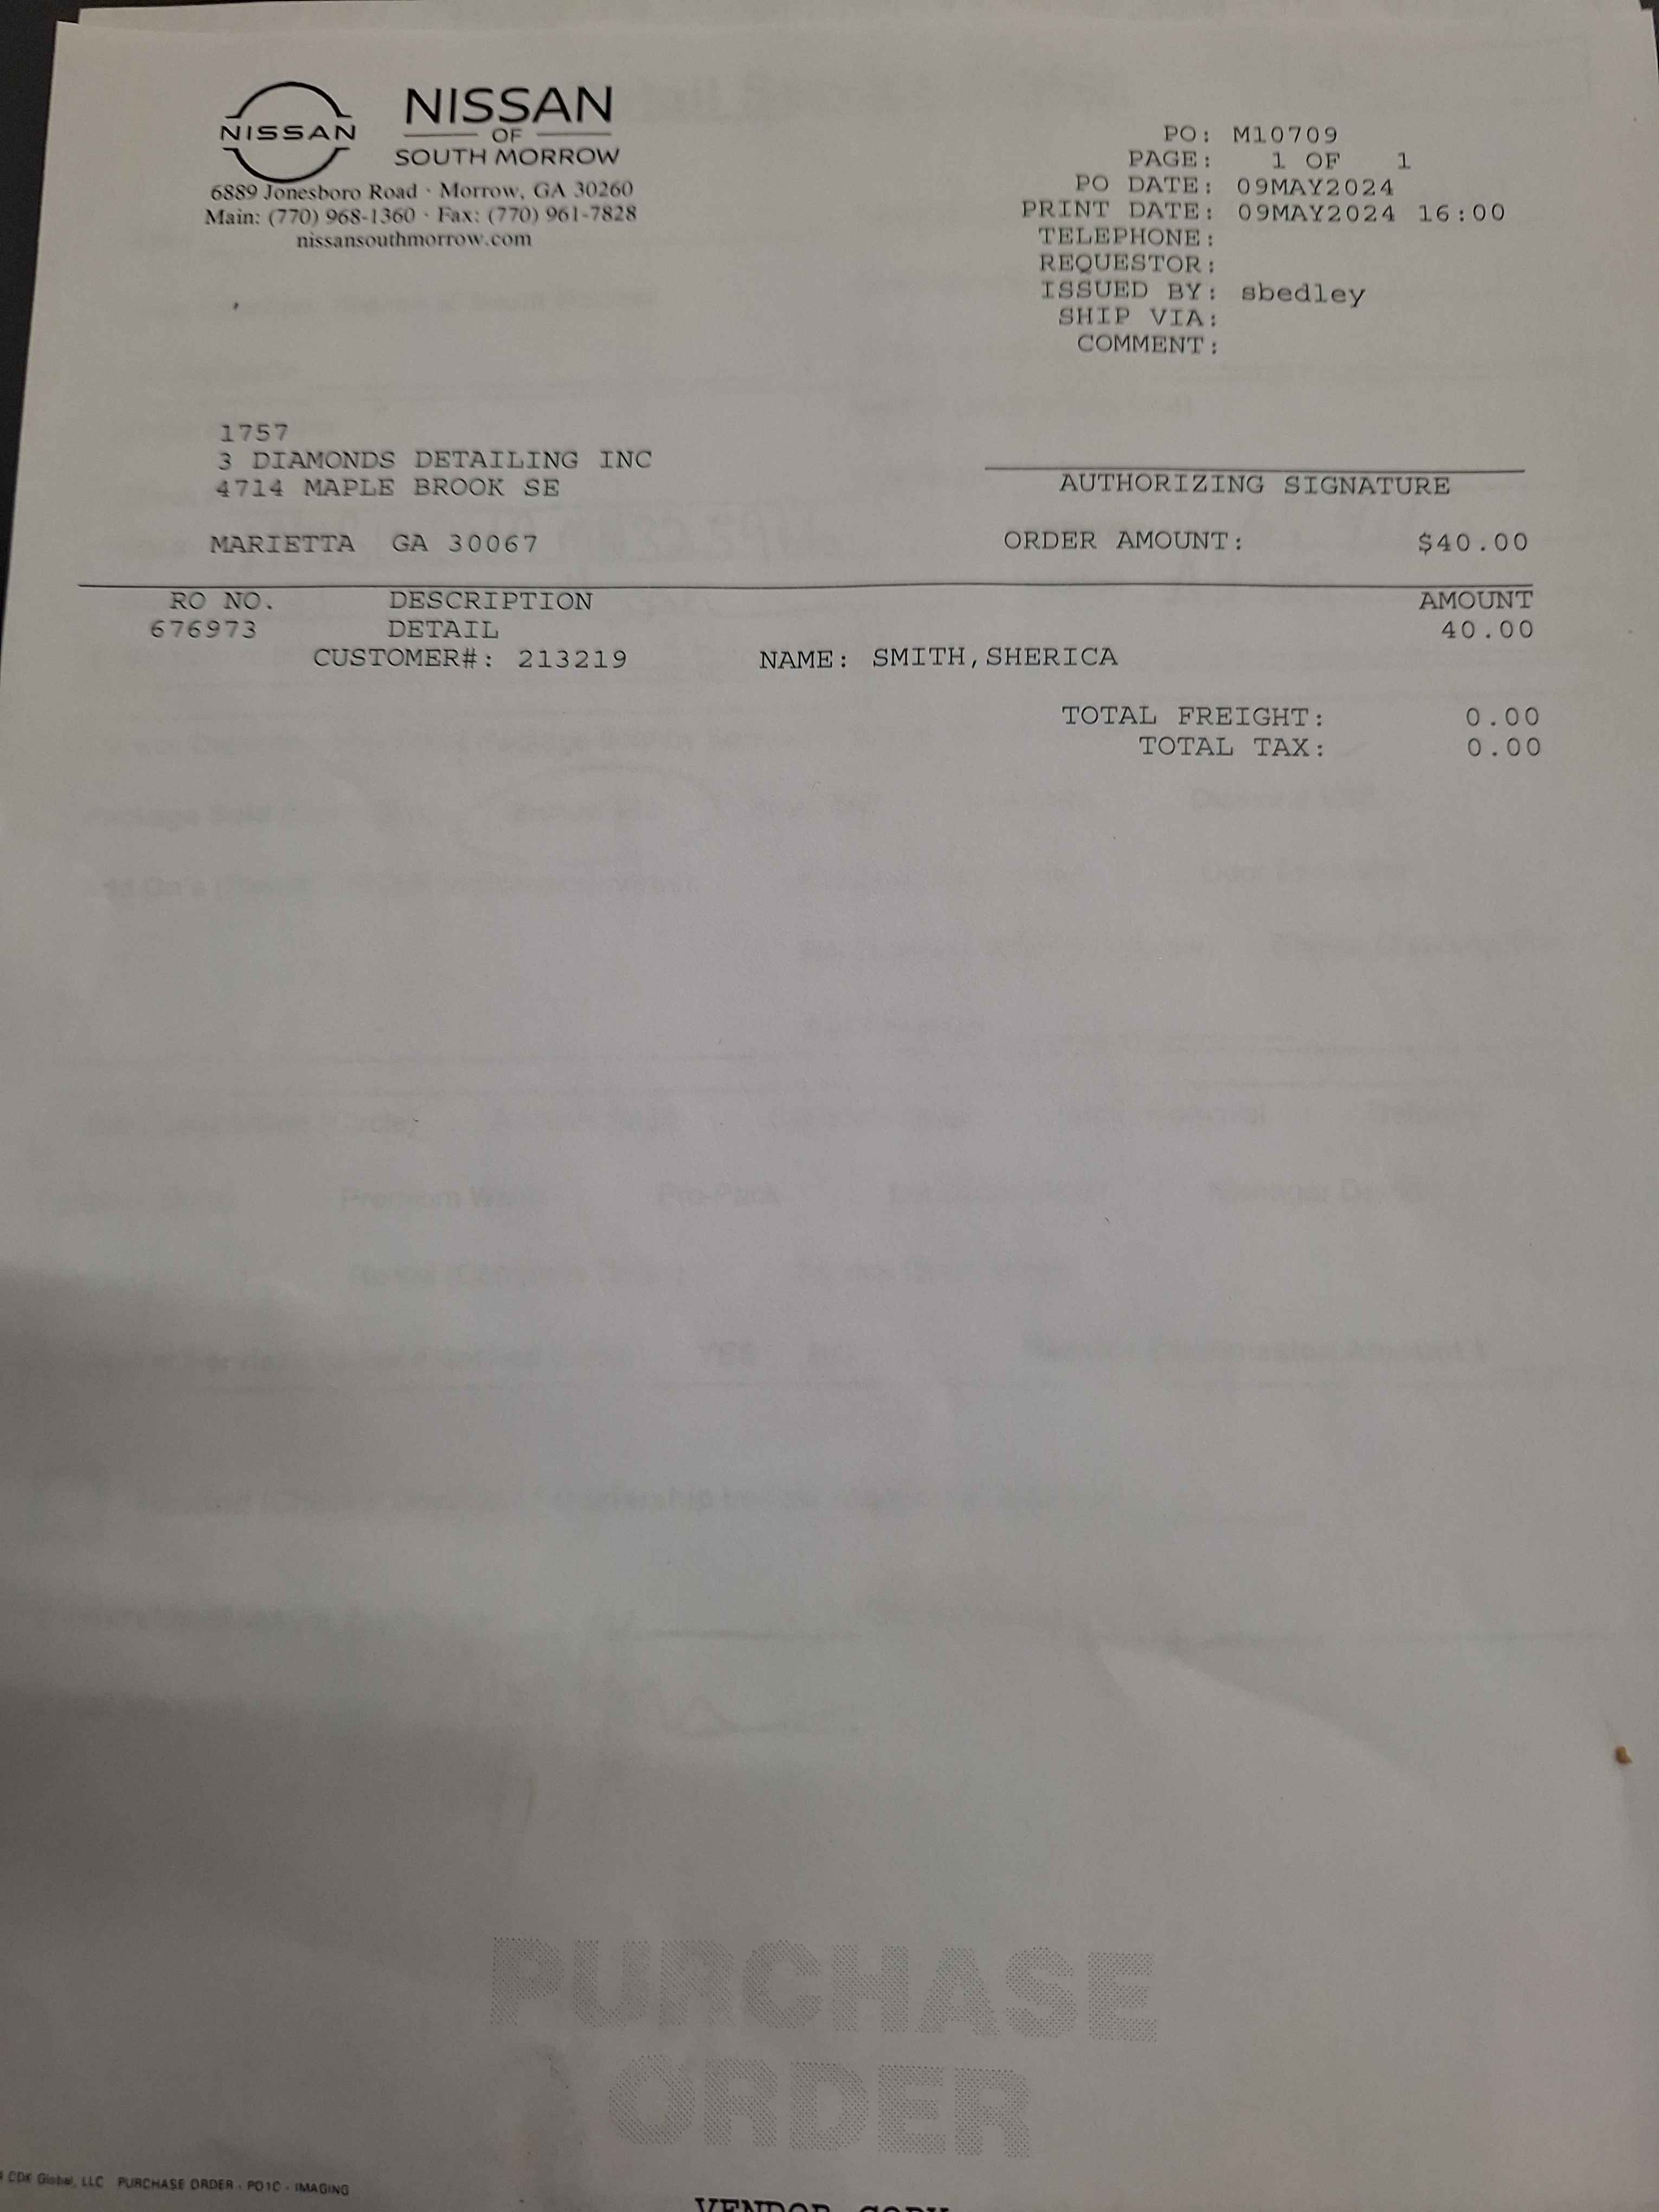 NISSAN
NISSAN
OF
SOUTH MORROW
6889 Jonesboro Road · Morrow, GA 30260
Main: (770) 968-1360 · Fax: (770) 961-7828
nissansouthmorrow.com
PO: M10709
PAGE: 1 OF 1
PO DATE: 09MAY2024
PRINT DATE: 09MAY2024 16:00
TELEPHONE:
REQUESTOR:
ISSUED BY: sbedley
SHIP VIA:
COMMENT:
1757
3 DIAMONDS DETAILING INC
4714 MAPLE BROOK SE
MARIETTA GA 30067
AUTHORIZING SIGNATURE
ORDER AMOUNT: $40.00
RO NO. DESCRIPTION AMOUNT
676973 DETAIL 40.00
CUSTOMER#: 213219 NAME: SMITH,SHERICA
TOTAL FREIGHT: 0.00
TOTAL TAX: 0.00
PURCHASE
ORDER
CDK Global, LLC PURCHASE ORDER - PO1C - IMAGING
VENDOR COPY